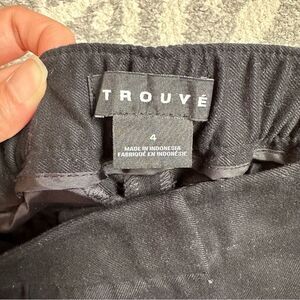 TROUVÉ
4
MADE IN INDONESIA
FABRIQUÉ EN INDONÉSIE